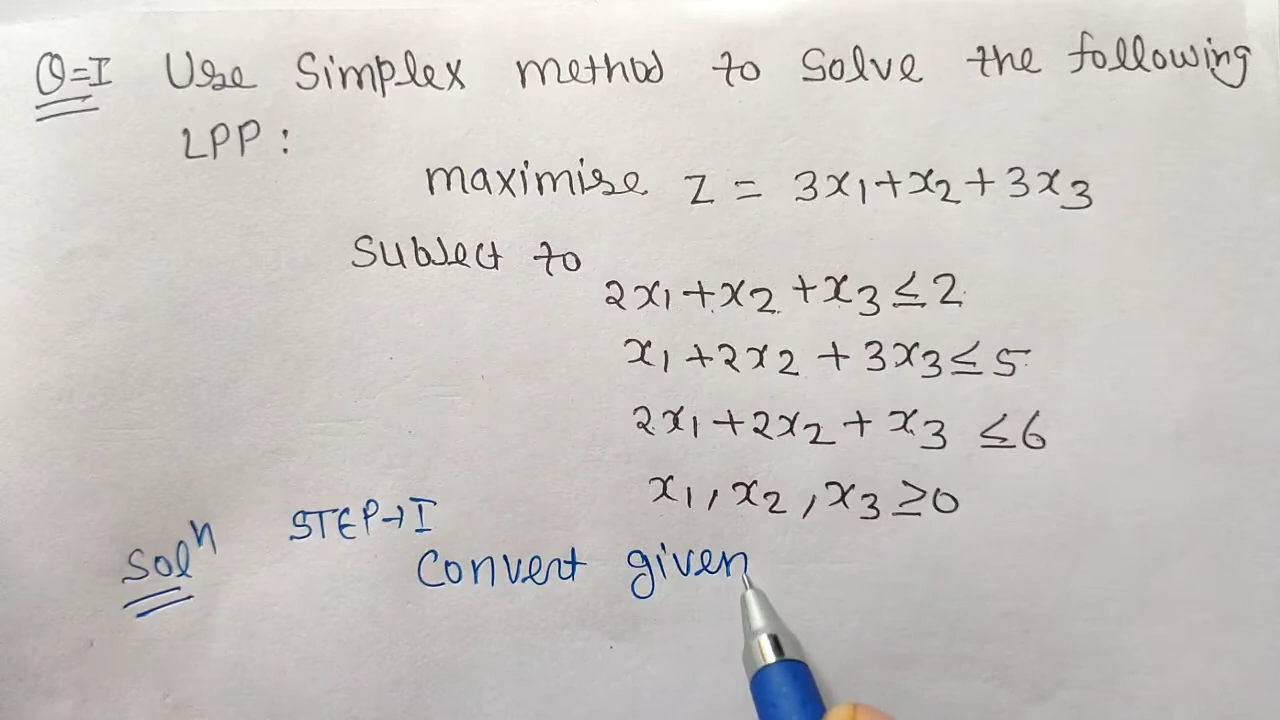 Q=I Use Simplex method to solve the following
LPP:
maximise Z = 3x₁+x₂+3x₃
Subject to
2x₁+x₂+x₃≤2
x₁+2x₂+3x₃≤5
2x₁+2x₂+x₃≤6
x₁,x₂,x₃≥0
Solⁿ STEP→I
Convert given